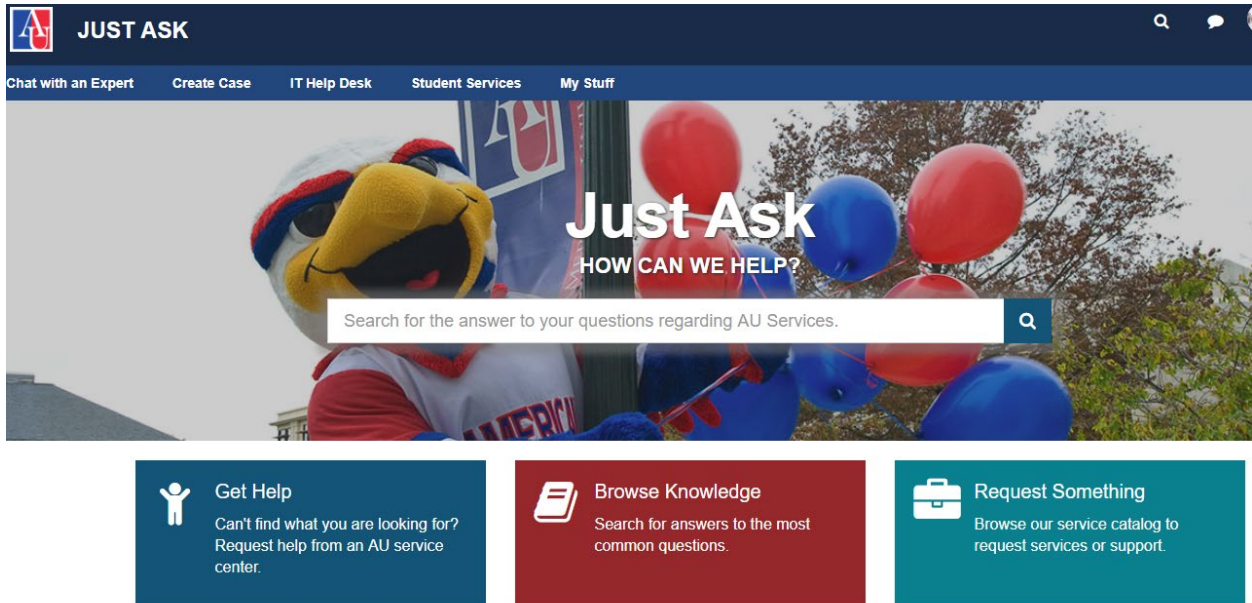 AU JUST ASK
Chat with an Expert Create Case IT Help Desk Student Services My Stuff
Just Ask
HOW CAN WE HELP?
Search for the answer to your questions regarding AU Services.
AMERIC
Get Help
Can't find what you are looking for?
Request help from an AU service
center.
Browse Knowledge
Search for answers to the most
common questions.
Request Something
Browse our service catalog to
request services or support.